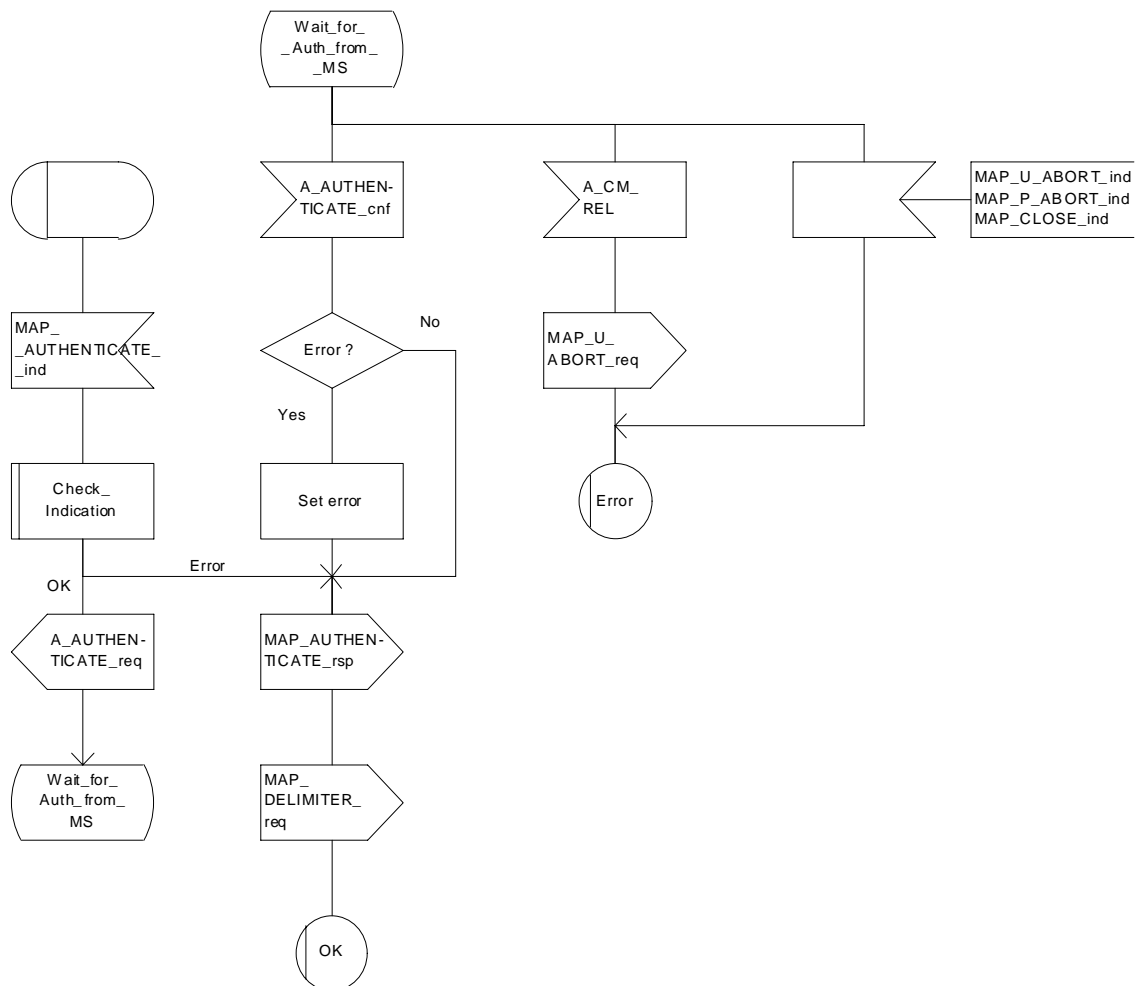 Wait_for_
_Auth_from_
_MS
A_AUTHEN-
TICATE_cnf
A_CM_
REL
MAP_U_ABORT_ind
MAP_P_ABORT_ind
MAP_CLOSE_ind
MAP_
_AUTHENTICATE_
_ind
Error ?
No
Yes
MAP_U_
ABORT_req
Check_
Indication
Set error
Error
OK
Error
A_AUTHEN-
TICATE_req
MAP_AUTHEN-
TICATE_rsp
Wait_for_
Auth_from_
MS
MAP_
DELIMITER_
req
OK